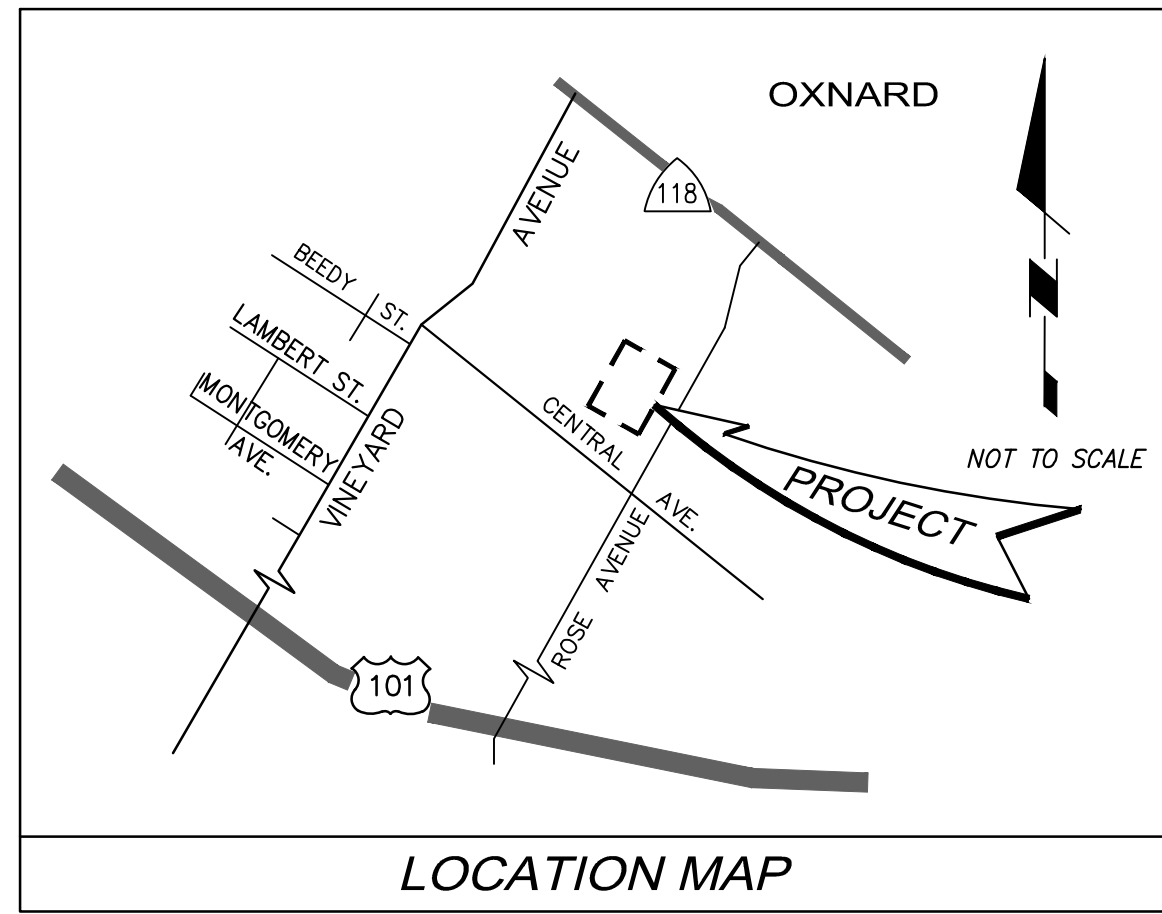 OXNARD
AVENUE
118
BEEDY ST.
LAMBERT ST.
MONTGOMERY
AVE.
VINEYARD
CENTRAL AVE.
N
NOT TO SCALE
PROJECT
ROSE AVENUE
101
LOCATION MAP